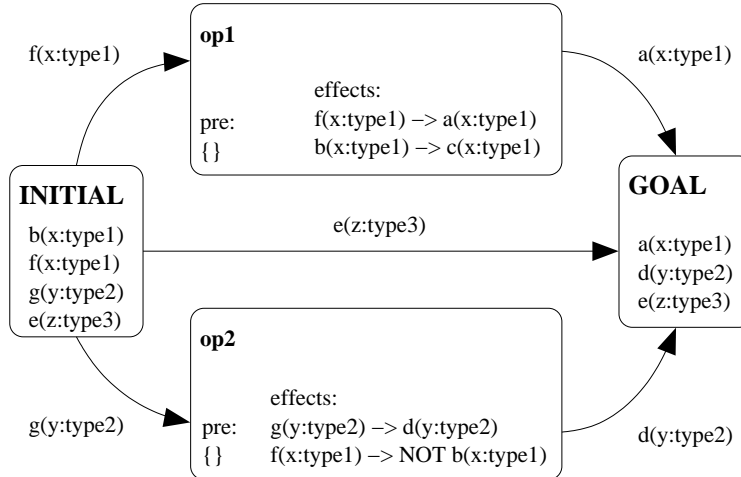 f(x:type1)
op1
effects:
pre:
f(x:type1) –> a(x:type1)
{}
b(x:type1) –> c(x:type1)
a(x:type1)
INITIAL
b(x:type1)
f(x:type1)
g(y:type2)
e(z:type3)
e(z:type3)
GOAL
a(x:type1)
d(y:type2)
e(z:type3)
g(y:type2)
op2
effects:
pre:
g(y:type2) –> d(y:type2)
{}
f(x:type1) –> NOT b(x:type1)
d(y:type2)